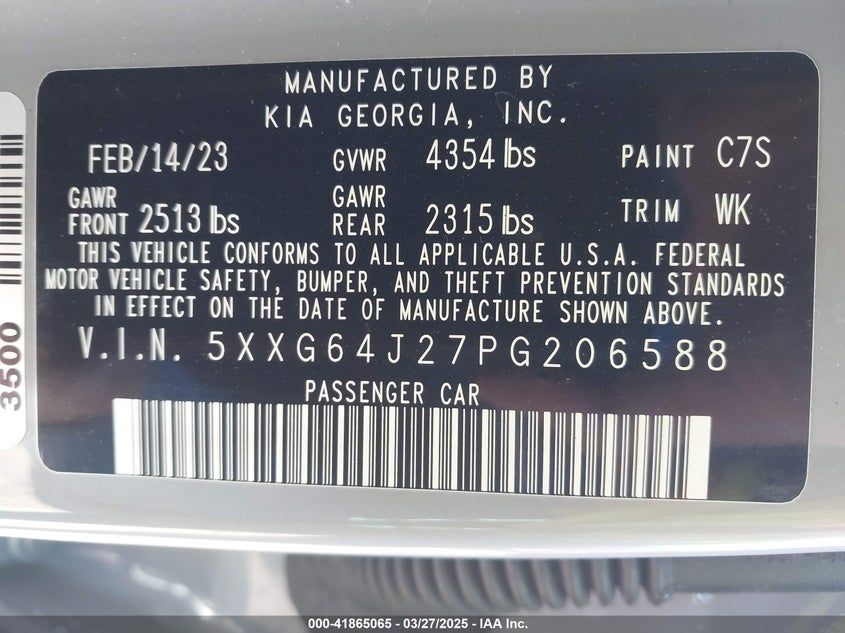 MANUFACTURED BY
KIA GEORGIA, INC.
FEB/14/23 GVWR 4354 lbs PAINT C7S
GAWR FRONT 2513 lbs GAWR REAR 2315 lbs TRIM WK
THIS VEHICLE CONFORMS TO ALL APPLICABLE U.S.A. FEDERAL
MOTOR VEHICLE SAFETY, BUMPER, AND THEFT PREVENTION STANDARDS
IN EFFECT ON THE DATE OF MANUFACTURE SHOWN ABOVE.
V.I.N. 5XXG64J27PG206588
PASSENGER CAR
3500
000-41865065 | 03/27/2025 - IAA Inc.